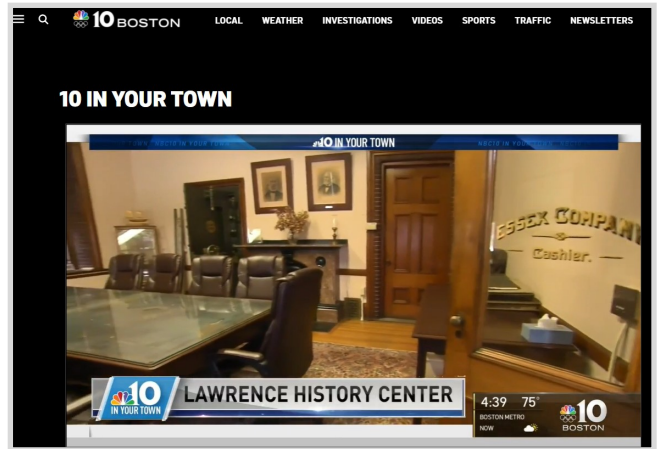 10 BOSTON LOCAL WEATHER INVESTIGATIONS VIDEOS SPORTS TRAFFIC NEWSLETTERS
10 IN YOUR TOWN
10 IN YOUR TOWN
ESSEX COMPANY
Cashier.
10
IN YOUR TOWN
LAWRENCE HISTORY CENTER
4:39 75°
BOSTON METRO
NOW
10
BOSTON